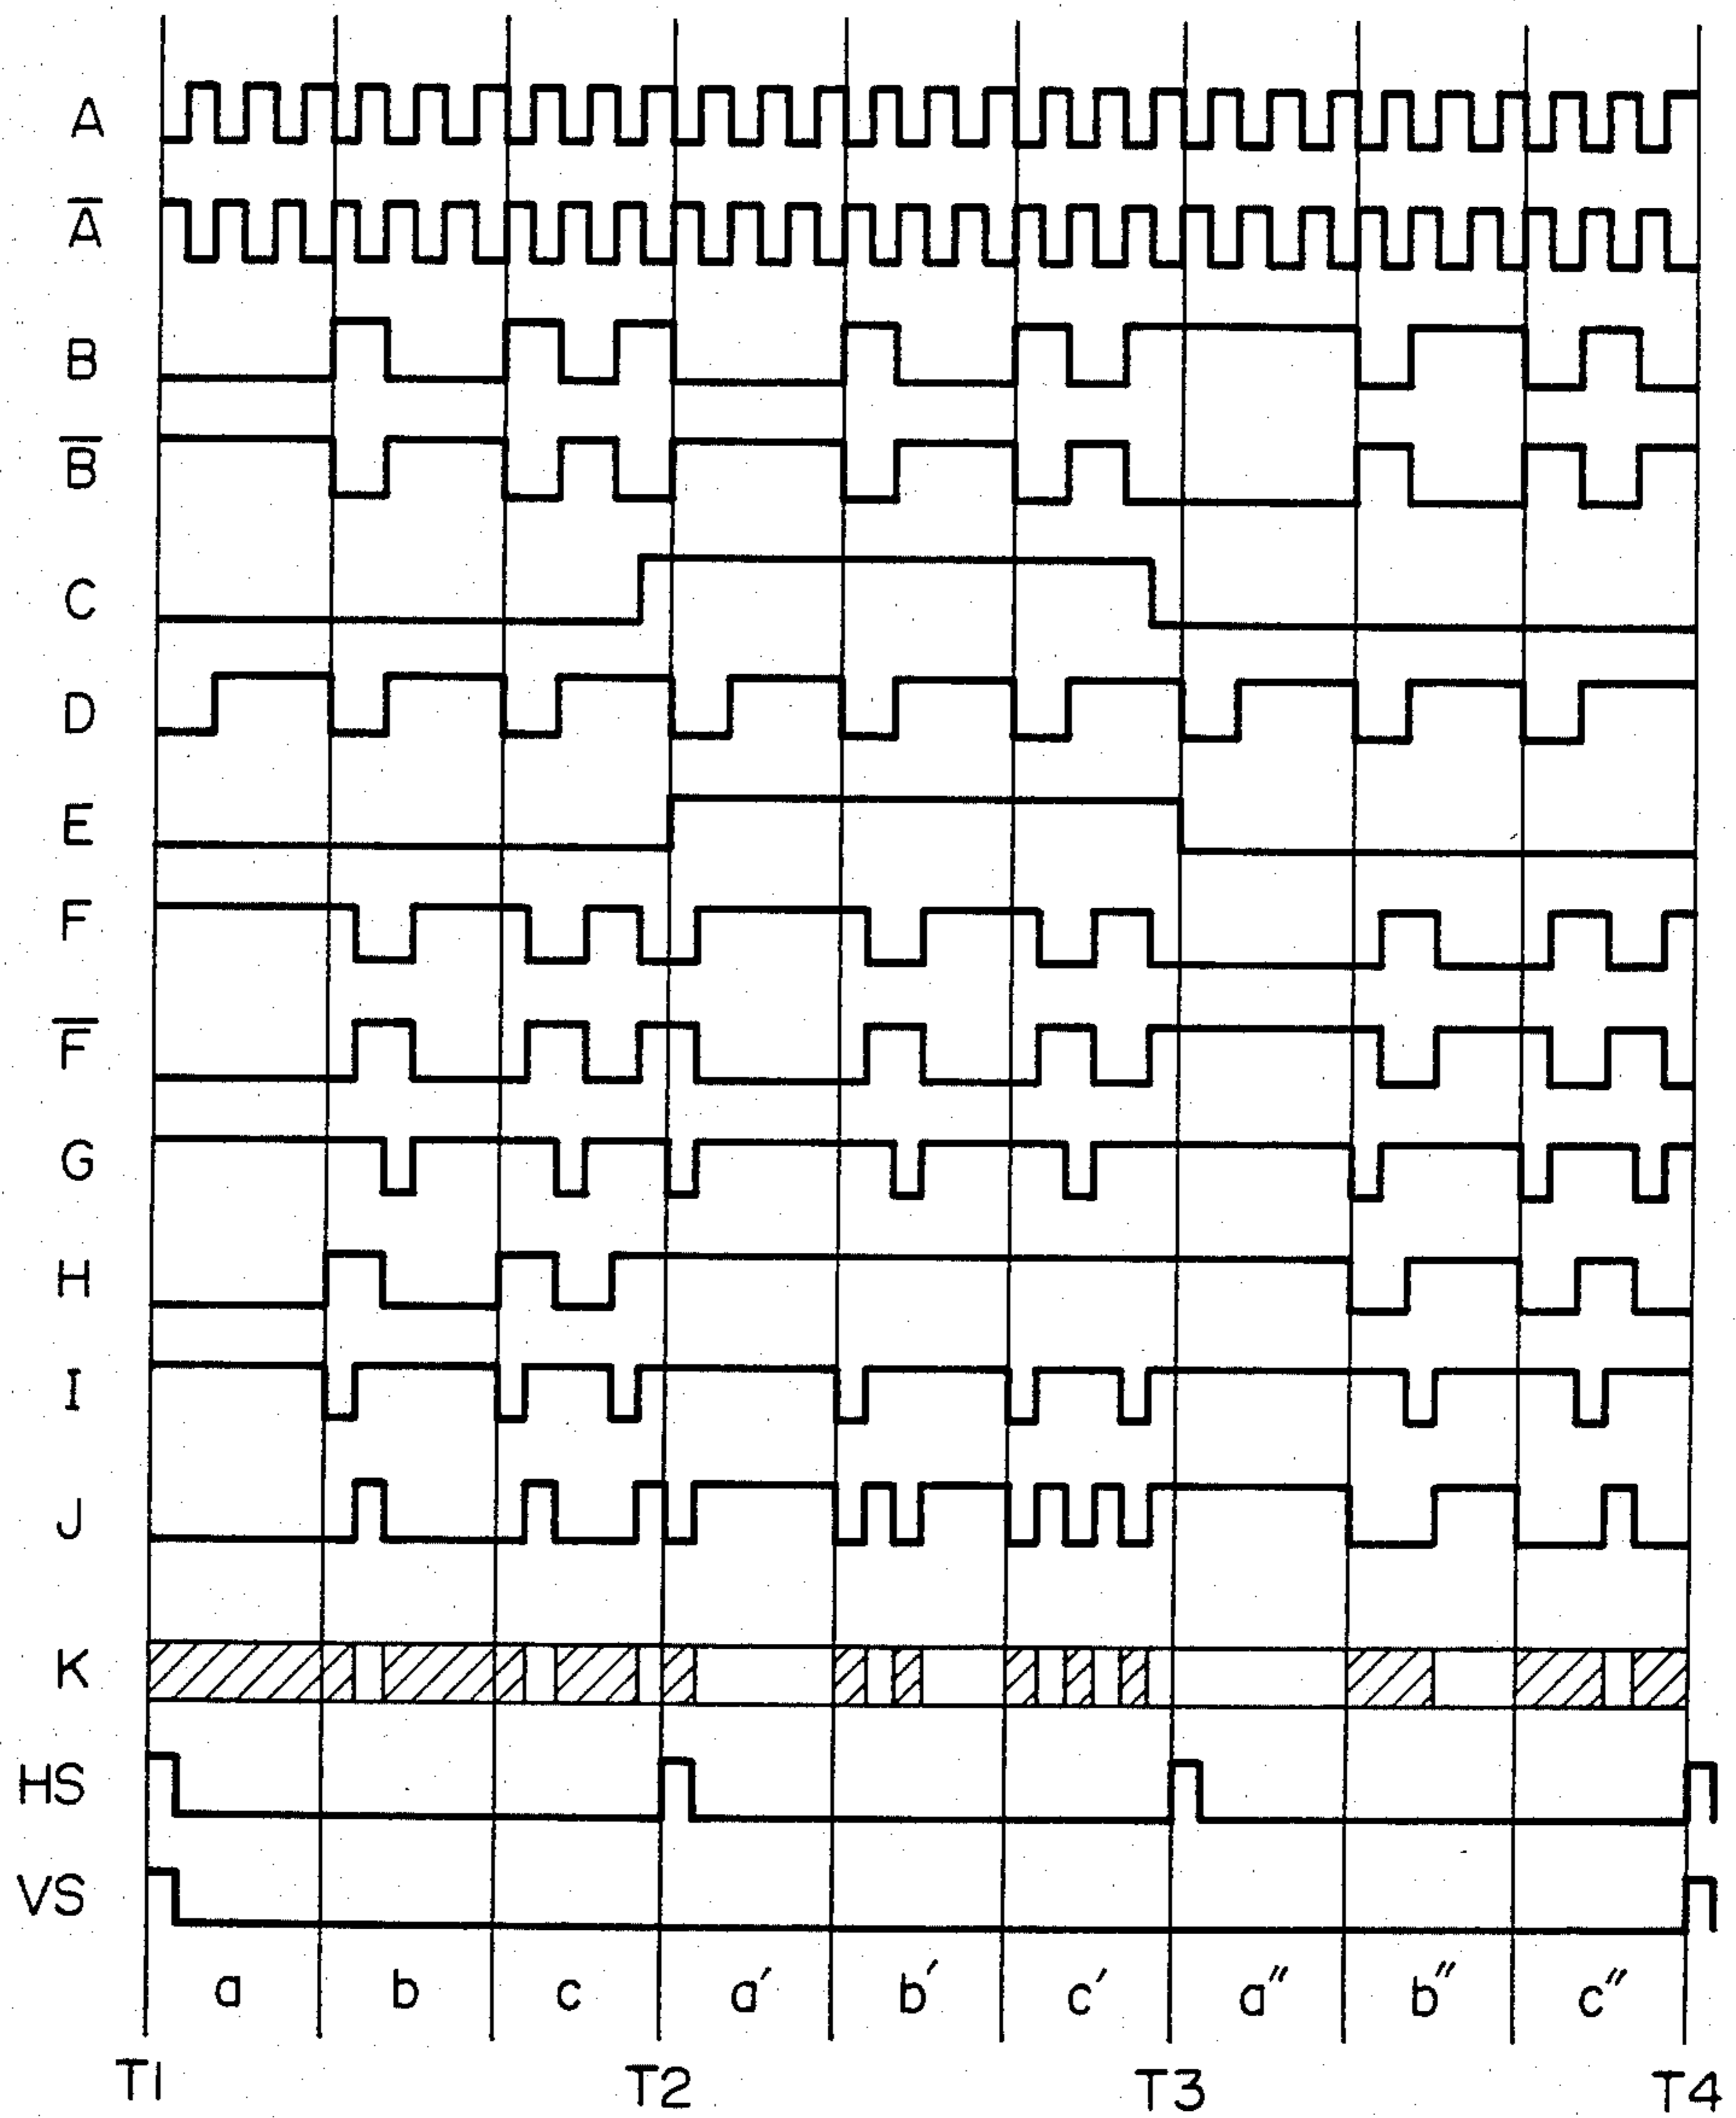 A
A̅
B
B̅
C
D
E
F
F̅
G
H
I
J
K
HS
VS
a b c a′ b′ c′ a″ b″ c″
T1 T2 T3 T4